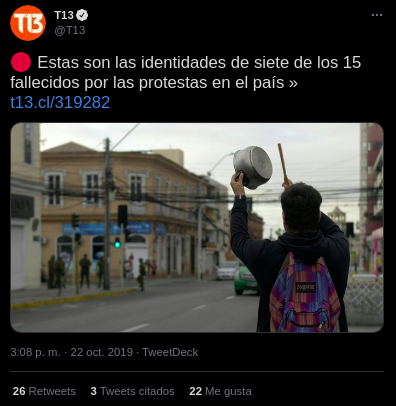 T13
T13
@T13
Estas son las identidades de siete de los 15
fallecidos por las protestas en el país »
t13.cl/319282
3:08 p. m. · 22 oct. 2019 · TweetDeck
26 Retweets 3 Tweets citados 22 Me gusta